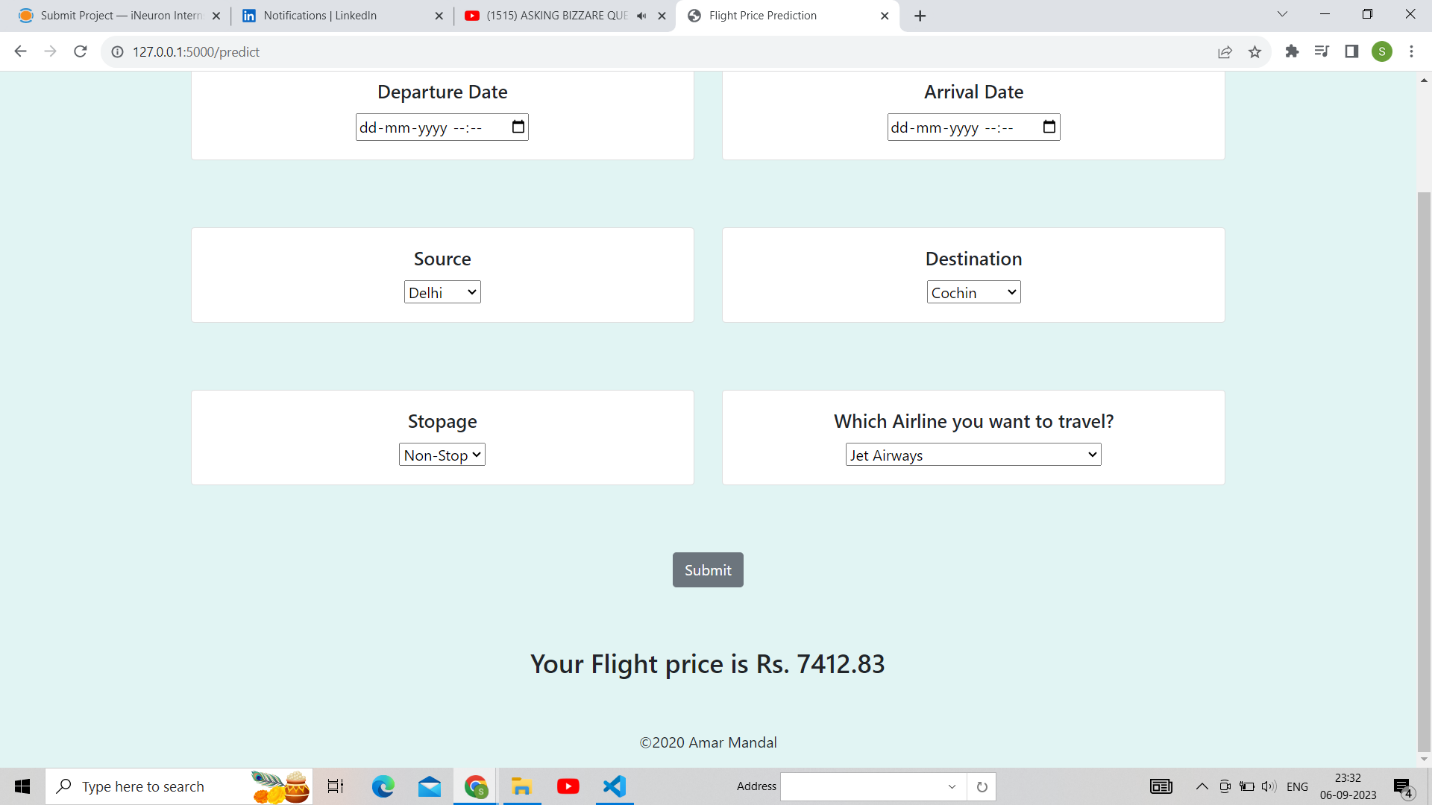 Submit Project — iNeuron Intern
Notifications | LinkedIn
(1515) ASKING BIZZARE QUE
Flight Price Prediction
127.0.0.1:5000/predict
S
Departure Date
Arrival Date
dd-mm-yyyy --:--
dd-mm-yyyy --:--
Source
Destination
Delhi
Cochin
Stopage
Which Airline you want to travel?
Non-Stop
Jet Airways
Submit
Your Flight price is Rs. 7412.83
©2020 Amar Mandal
Type here to search
S
Address
ENG
23:32
06-09-2023
4